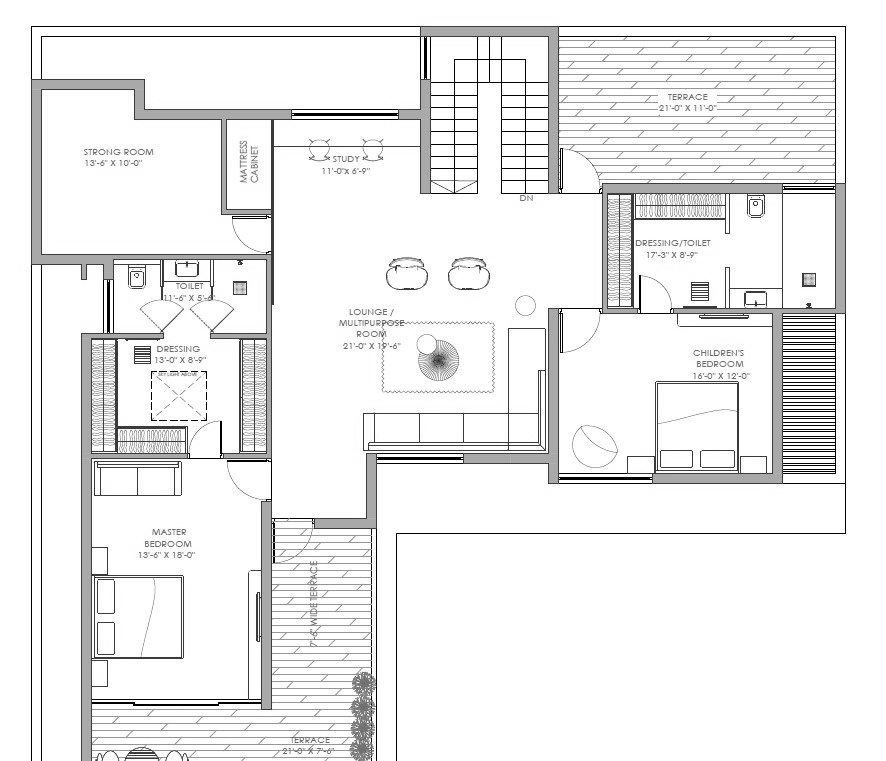 TERRACE
21'-0" X 11'-0"
STRONG ROOM
13'-6" X 10'-0"
MATTRESS
CABINET
STUDY
11'-0"x 6'-9"
DN
DRESSING/TOILET
17'-3" X 8'-9"
TOILET
11'-6" X 5'-6"
LOUNGE /
MULTIPURPOSE
ROOM
21'-0" X 19'-6"
DRESSING
13'-0" X 8'-9"
SKY LIGHT ABOVE
CHILDREN'S
BEDROOM
16'-0" X 12'-0"
MASTER
BEDROOM
13'-6" X 18'-0"
7'-6" WIDE TERRACE
TERRACE
21'-0" X 7'-6"